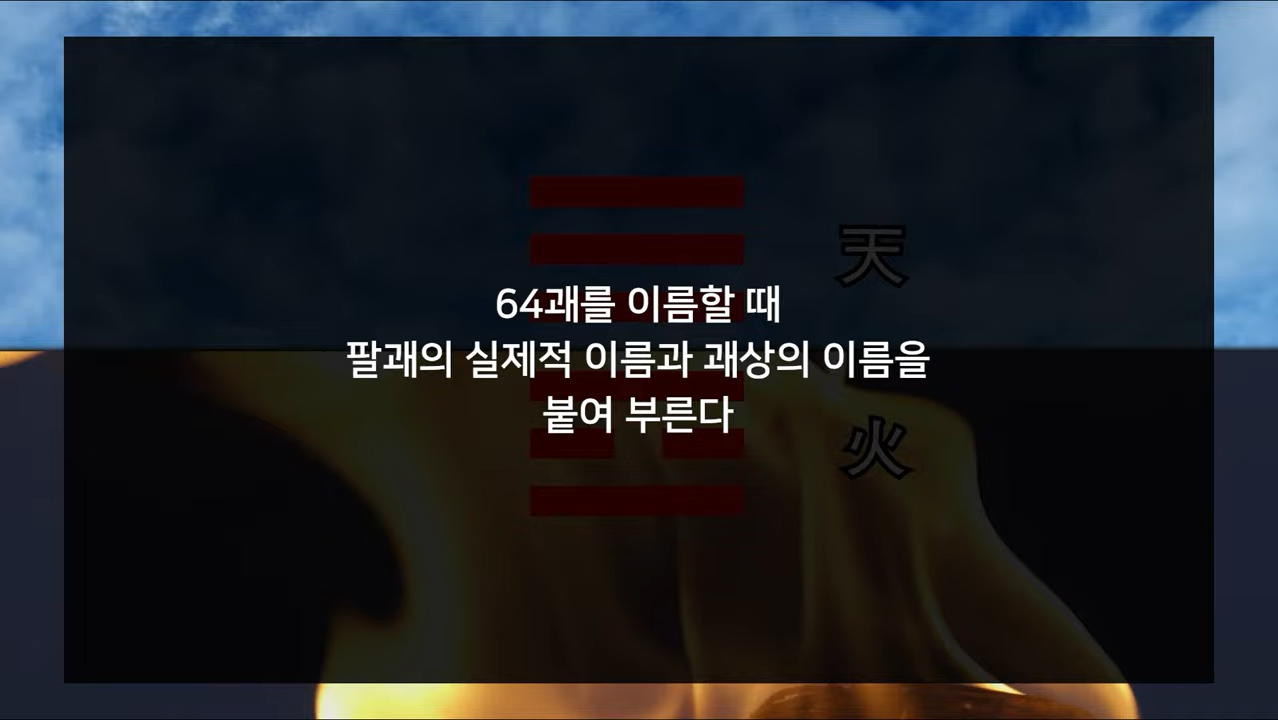 天
64괘를 이름할 때
팔괘의 실제적 이름과 괘상의 이름을
붙여 부른다
火